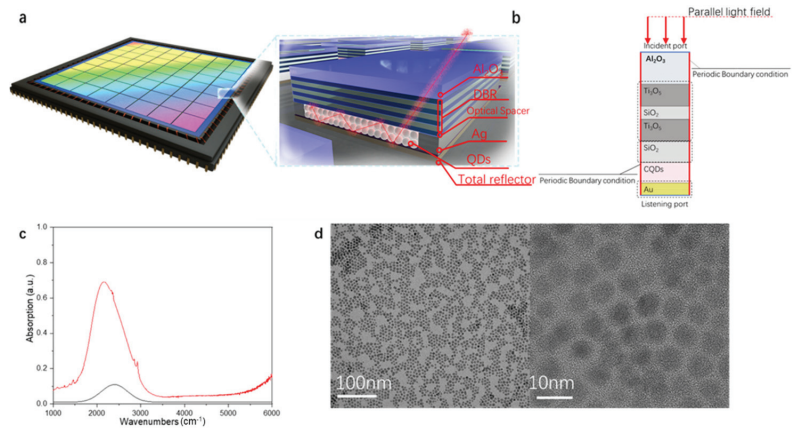 a
Al₂O
DBR
Optical Spacer
Ag
QDs
Total reflector
b
Parallel light field
Incident port
Al₂O₃
Periodic Boundary condition
Ti₃O₅
SiO₂
Ti₃O₅
SiO₂
CQDs
Periodic Boundary condition
Au
Listening port
c
1.0
0.8
0.6
0.4
0.2
0.0
Absorption (a.u.)
1000 2000 3000 4000 5000 6000
Wavenumbers (cm⁻¹)
d
100nm
10nm